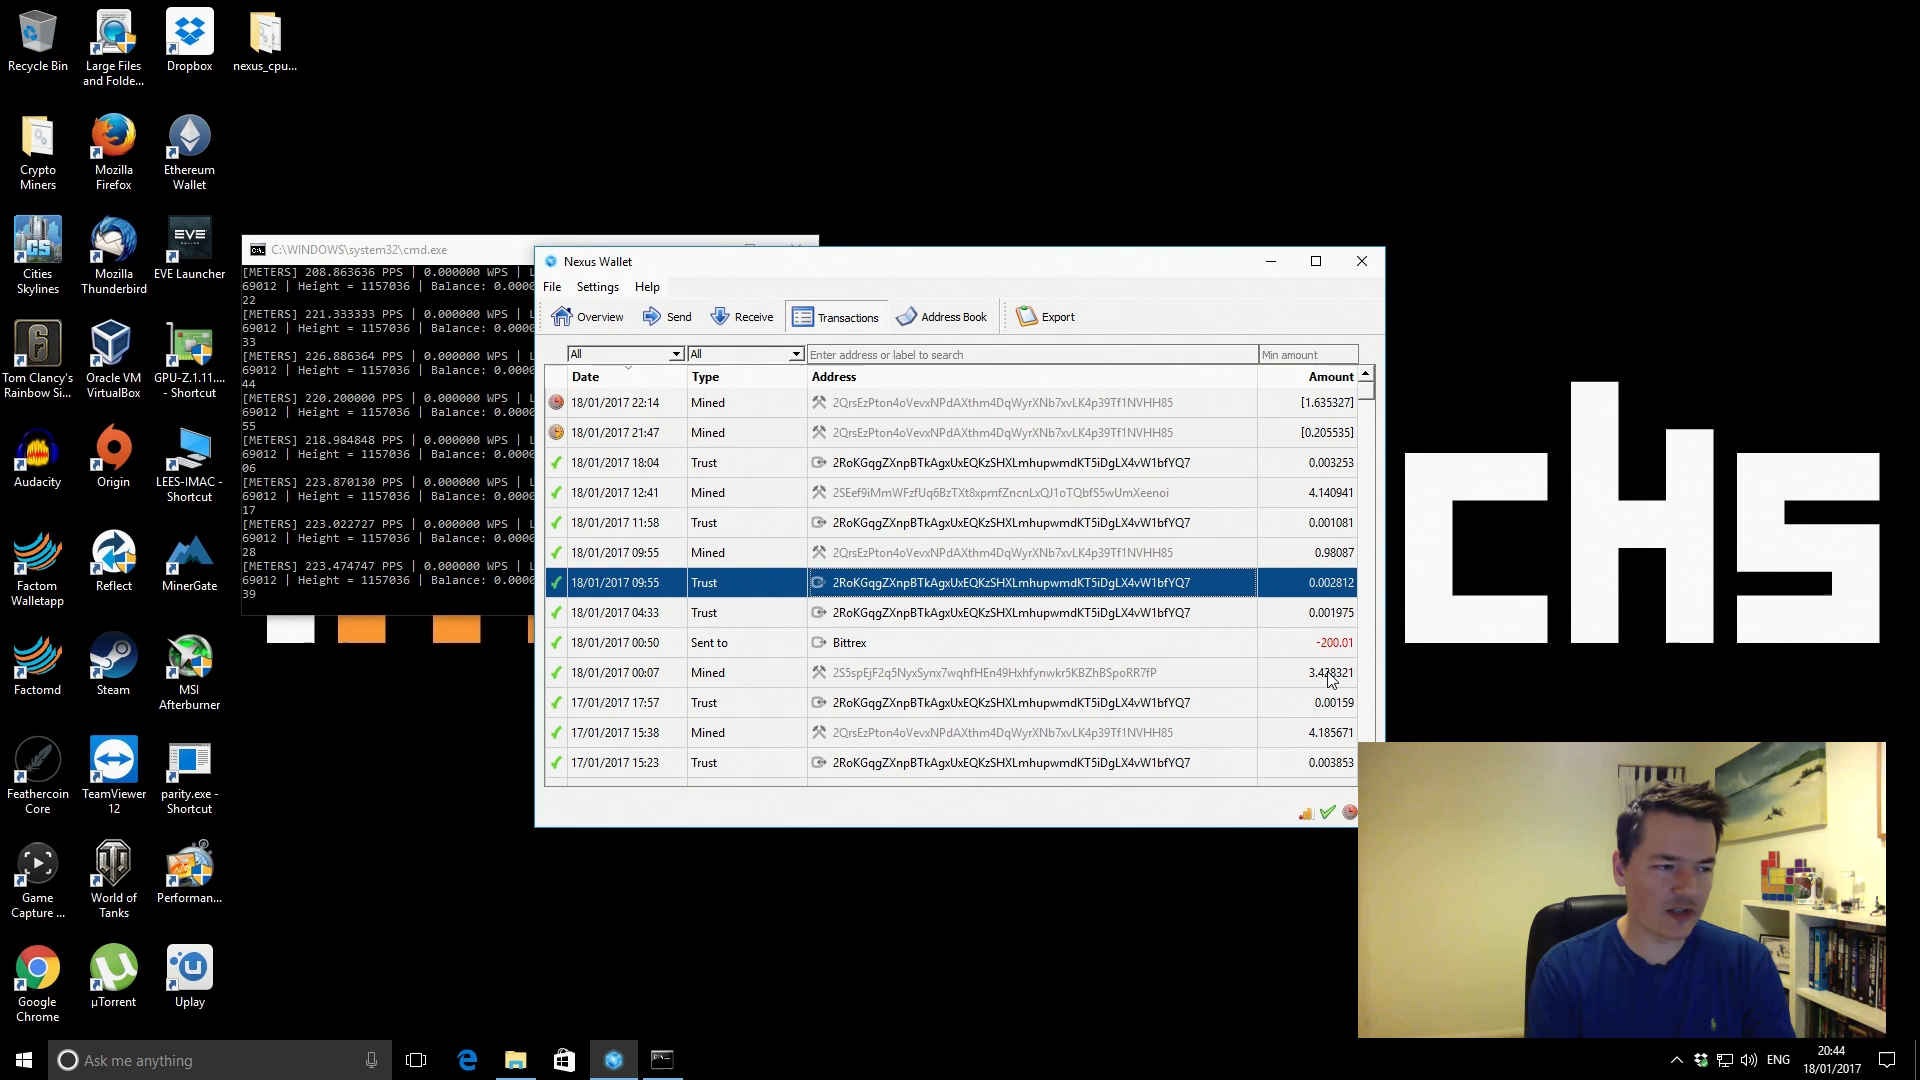 Recycle Bin
Large Files
and Folde...
Dropbox
nexus_cpu...
Crypto
Miners
Mozilla
Firefox
Ethereum
Wallet
Cities
Skylines
Mozilla
Thunderbird
EVE
EVE Launcher
Tom Clancy's
Rainbow Si...
Oracle VM
VirtualBox
GPU-Z.1.11....
- Shortcut
Audacity
Origin
LEES-IMAC -
Shortcut
Factom
Walletapp
Reflect
MinerGate
Factomd
Steam
MSI
Afterburner
Feathercoin
Core
TeamViewer
12
parity.exe -
Shortcut
Game
Capture ...
World of
Tanks
Performan...
Google
Chrome
µTorrent
Uplay
C:\WINDOWS\system32\cmd.exe
[METERS] 208.863636 PPS | 0.000000 WPS | L
69012 | Height = 1157036 | Balance: 0.0000
22
[METERS] 221.333333 PPS | 0.000000 WPS | L
69012 | Height = 1157036 | Balance: 0.0000
33
[METERS] 226.886364 PPS | 0.000000 WPS | L
69012 | Height = 1157036 | Balance: 0.0000
44
[METERS] 220.200000 PPS | 0.000000 WPS | L
69012 | Height = 1157036 | Balance: 0.0000
55
[METERS] 218.984848 PPS | 0.000000 WPS | L
69012 | Height = 1157036 | Balance: 0.0000
06
[METERS] 223.870130 PPS | 0.000000 WPS | L
69012 | Height = 1157036 | Balance: 0.0000
17
[METERS] 223.022727 PPS | 0.000000 WPS | L
69012 | Height = 1157036 | Balance: 0.0000
28
[METERS] 223.474747 PPS | 0.000000 WPS | L
69012 | Height = 1157036 | Balance: 0.0000
39
Nexus Wallet
File Settings Help
Overview Send Receive Transactions Address Book Export
All All Enter address or label to search Min amount
Date Type Address Amount
18/01/2017 22:14 Mined 2QrsEzPton4oVevxNPdAXthm4DqWyrXNb7xvLK4p39Tf1NVHH85 [1.635327]
18/01/2017 21:47 Mined 2QrsEzPton4oVevxNPdAXthm4DqWyrXNb7xvLK4p39Tf1NVHH85 [0.205535]
18/01/2017 18:04 Trust 2RoKGqgZXnpBTkAgxUxEQKzSHXLmhupwmdKT5iDgLX4vW1bfYQ7 0.003253
18/01/2017 12:41 Mined 2SEef9iMmWFzfUq6BzTXt8xpmfZncnLxQJ1oTQbfS5wUmXeenoi 4.140941
18/01/2017 11:58 Trust 2RoKGqgZXnpBTkAgxUxEQKzSHXLmhupwmdKT5iDgLX4vW1bfYQ7 0.001081
18/01/2017 09:55 Mined 2QrsEzPton4oVevxNPdAXthm4DqWyrXNb7xvLK4p39Tf1NVHH85 0.98087
18/01/2017 09:55 Trust 2RoKGqgZXnpBTkAgxUxEQKzSHXLmhupwmdKT5iDgLX4vW1bfYQ7 0.002812
18/01/2017 04:33 Trust 2RoKGqgZXnpBTkAgxUxEQKzSHXLmhupwmdKT5iDgLX4vW1bfYQ7 0.001975
18/01/2017 00:50 Sent to Bittrex -200.01
18/01/2017 00:07 Mined 2S5spEjF2q5NyxSynx7wqhfHEn49Hxhfynwkr5KBZhBSpoRR7fP 3.428321
17/01/2017 17:57 Trust 2RoKGqgZXnpBTkAgxUxEQKzSHXLmhupwmdKT5iDgLX4vW1bfYQ7 0.00159
17/01/2017 15:38 Mined 2QrsEzPton4oVevxNPdAXthm4DqWyrXNb7xvLK4p39Tf1NVHH85 4.185671
17/01/2017 15:23 Trust 2RoKGqgZXnpBTkAgxUxEQKzSHXLmhupwmdKT5iDgLX4vW1bfYQ7 0.003853
chs
Ask me anything
ENG
20:44
18/01/2017